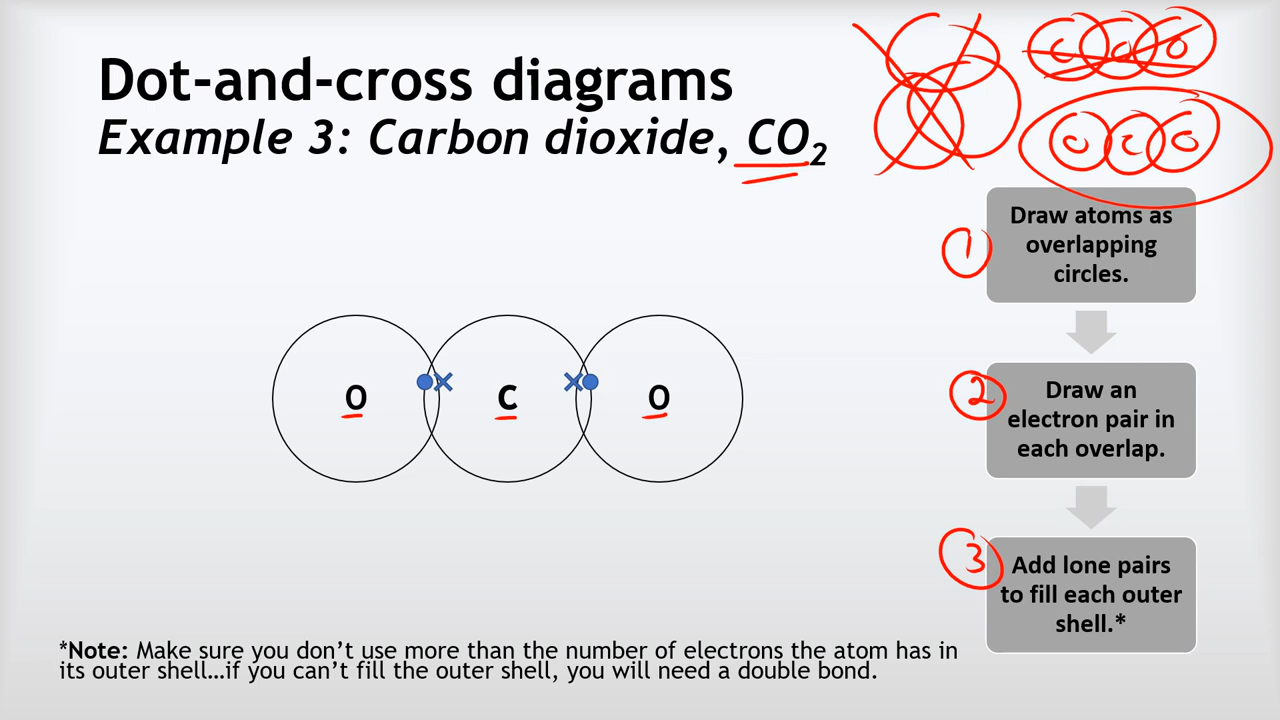 Dot-and-cross diagrams
Example 3: Carbon dioxide, CO₂
C O O
O C O
1
Draw atoms as
overlapping
circles.
O C O
2
Draw an
electron pair in
each overlap.
3
Add lone pairs
to fill each outer
shell.*
*Note: Make sure you don’t use more than the number of electrons the atom has in
its outer shell…if you can’t fill the outer shell, you will need a double bond.